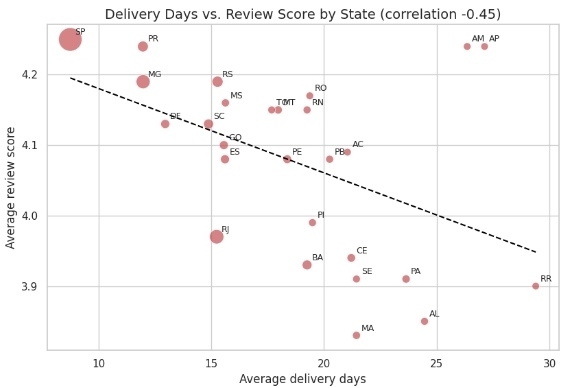 Delivery Days vs. Review Score by State (correlation -0.45)
SP
PR
AM
AP
MG
RS
RO
MS
TO
MT
RN
DF
SC
GO
ES
PE
PB
AC
PI
RJ
BA
CE
SE
PA
RR
AL
MA
4.2
4.1
4.0
3.9
Average review score
10
15
20
25
30
Average delivery days